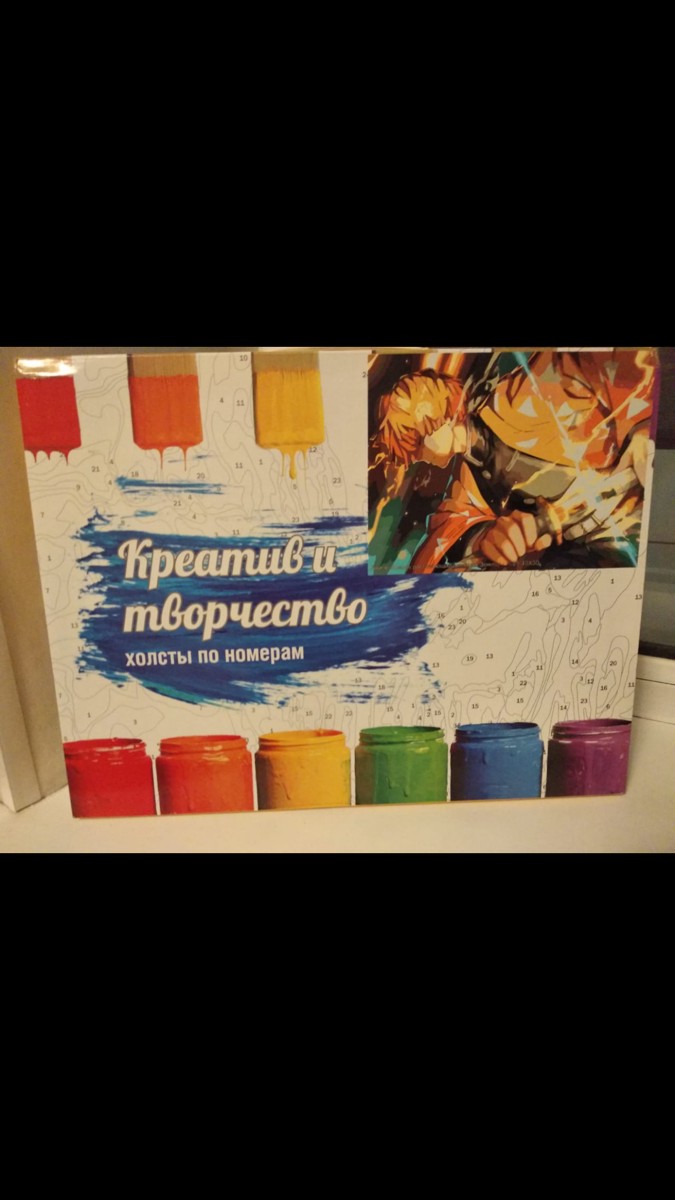 Креатив и
творчество
холсты по номерам